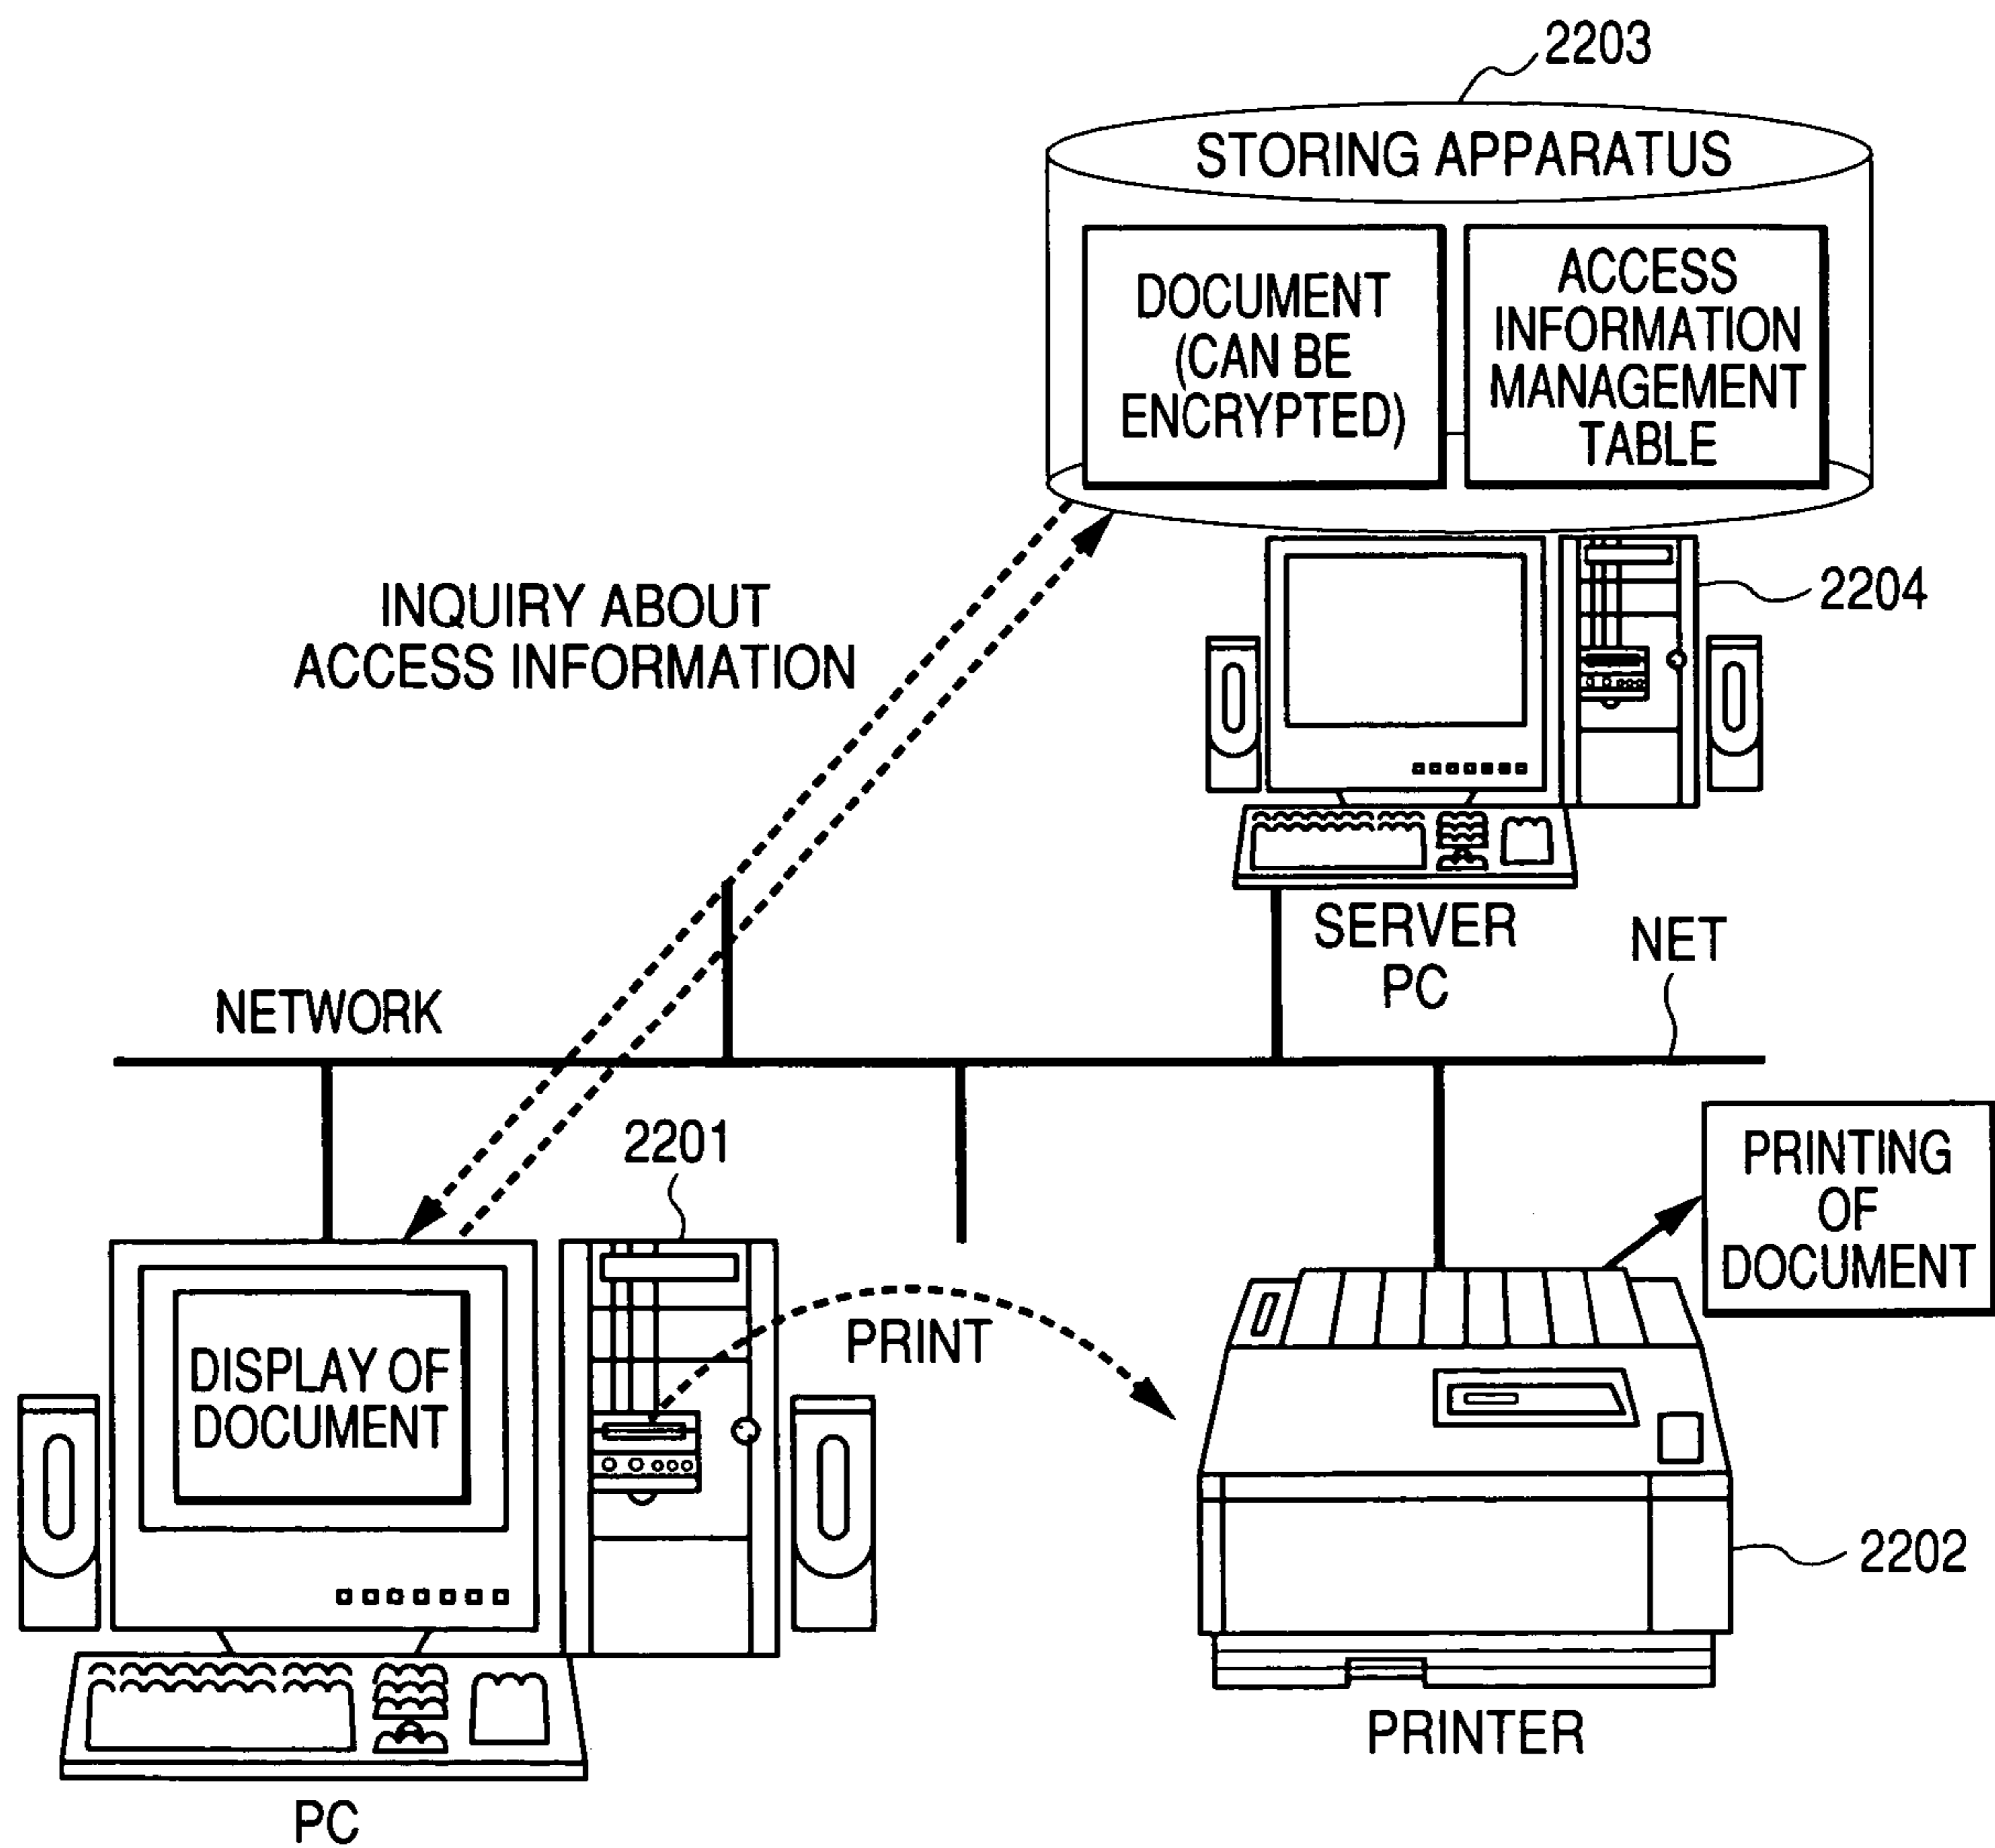 2203
STORING APPARATUS
DOCUMENT
(CAN BE
ENCRYPTED)
ACCESS
INFORMATION
MANAGEMENT
TABLE
INQUIRY ABOUT
ACCESS INFORMATION
2204
SERVER
PC
NET
NETWORK
2201
PRINTING
OF
DOCUMENT
PRINT
DISPLAY OF
DOCUMENT
2202
PRINTER
PC